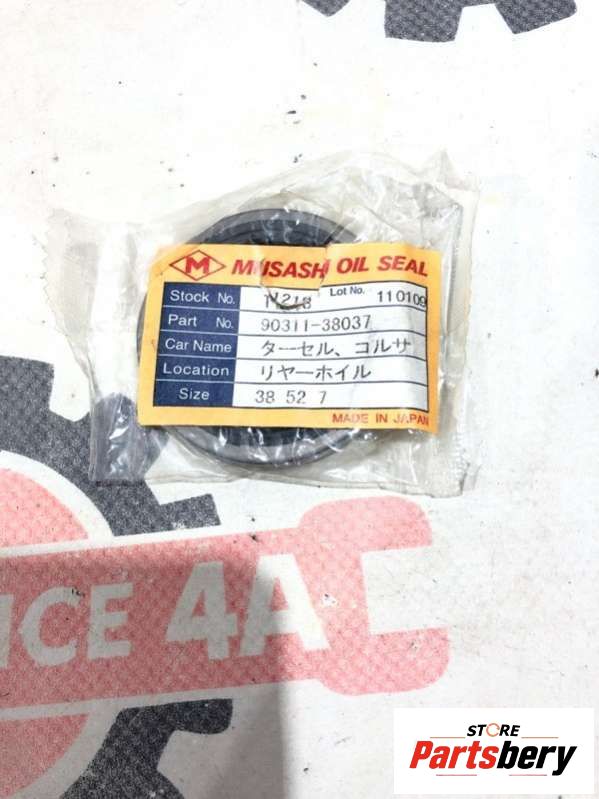 M MUSASHI OIL SEAL
Stock No. 11218 Lot No. 110109
Part No. 90311-38037
Car Name ターセル、コルサ
Location リヤーホイル
Size 38 52 7
MADE IN JAPAN
ICE 4A
STORE
Partsbery